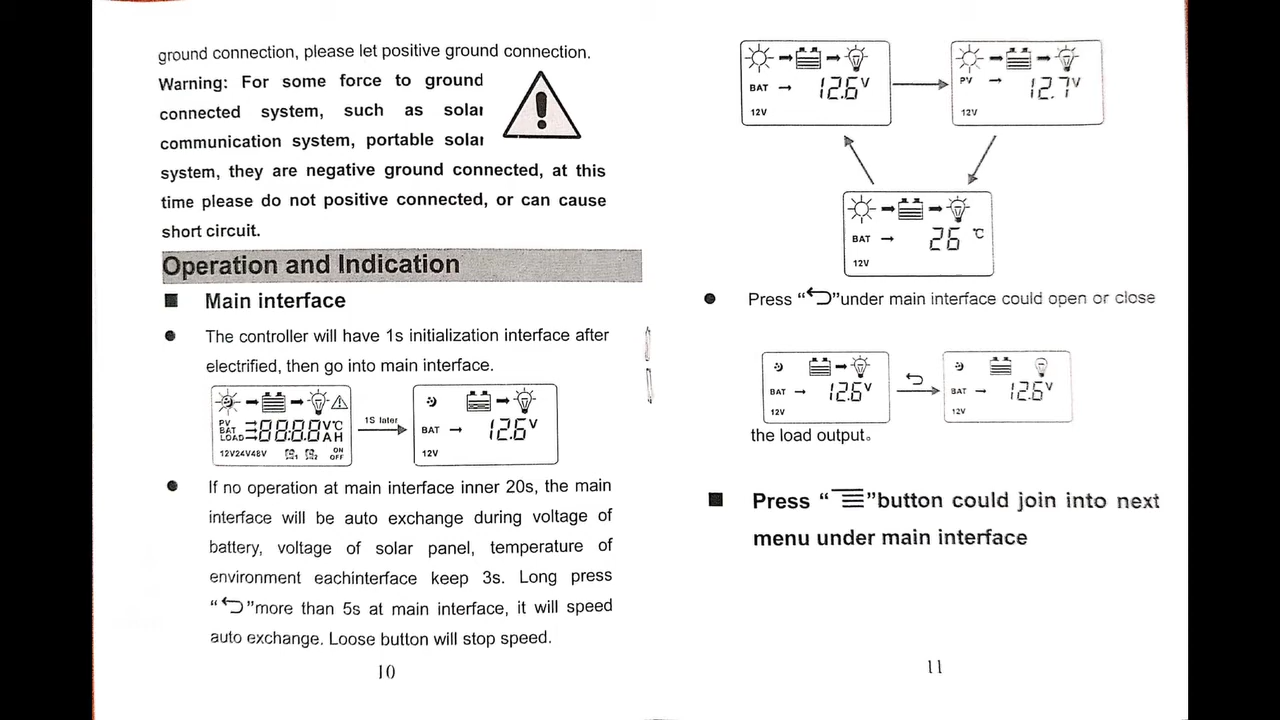 ground connection, please let positive ground connection.
Warning: For some force to ground
connected system, such as solar
communication system, portable solar
system, they are negative ground connected, at this
time please do not positive connected, or can cause
short circuit.
Operation and Indication
■ Main interface
● The controller will have 1s initialization interface after
electrified, then go into main interface.
PV
BAT
LOAD
88:8.8 V℃
AH
12V24V48V
ON
OFF
1S later
BAT → 12.6V
12V
● If no operation at main interface inner 20s, the main
interface will be auto exchange during voltage of
battery, voltage of solar panel, temperature of
environment eachinterface keep 3s. Long press
“↩”more than 5s at main interface, it will speed
auto exchange. Loose button will stop speed.
10
BAT → 12.6V
12V
PV → 12.7V
12V
BAT → 26 ℃
12V
● Press “↩”under main interface could open or close
BAT → 12.6V
12V
BAT → 12.6V
12V
the load output。
■ Press “☰”button could join into next
menu under main interface
11